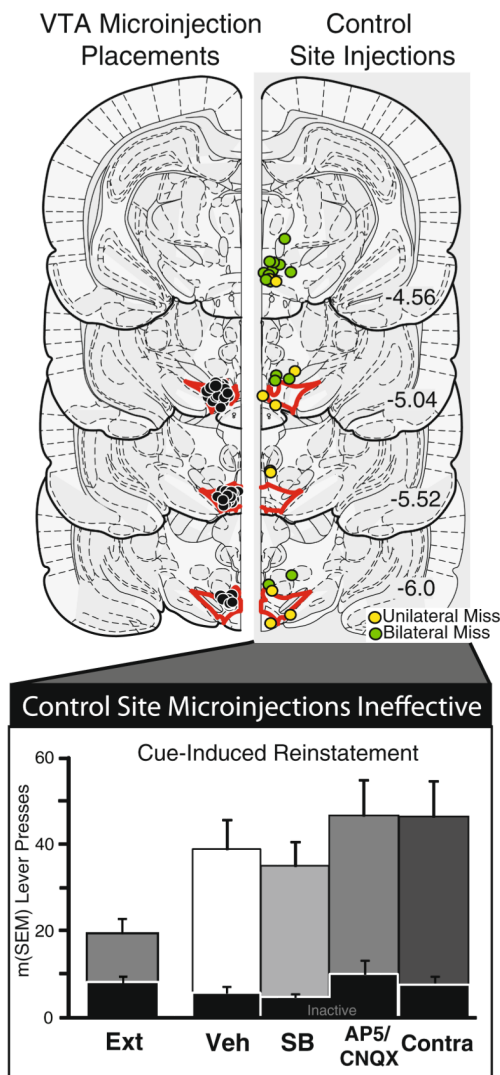 VTA Microinjection
Placements
Control
Site Injections
-4.56
-5.04
-5.52
-6.0
Unilateral Miss
Bilateral Miss
Control Site Microinjections Ineffective
Cue-Induced Reinstatement
m(SEM) Lever Presses
60
40
20
0
Inactive
Ext
Veh
SB
AP5/
CNQX
Contra